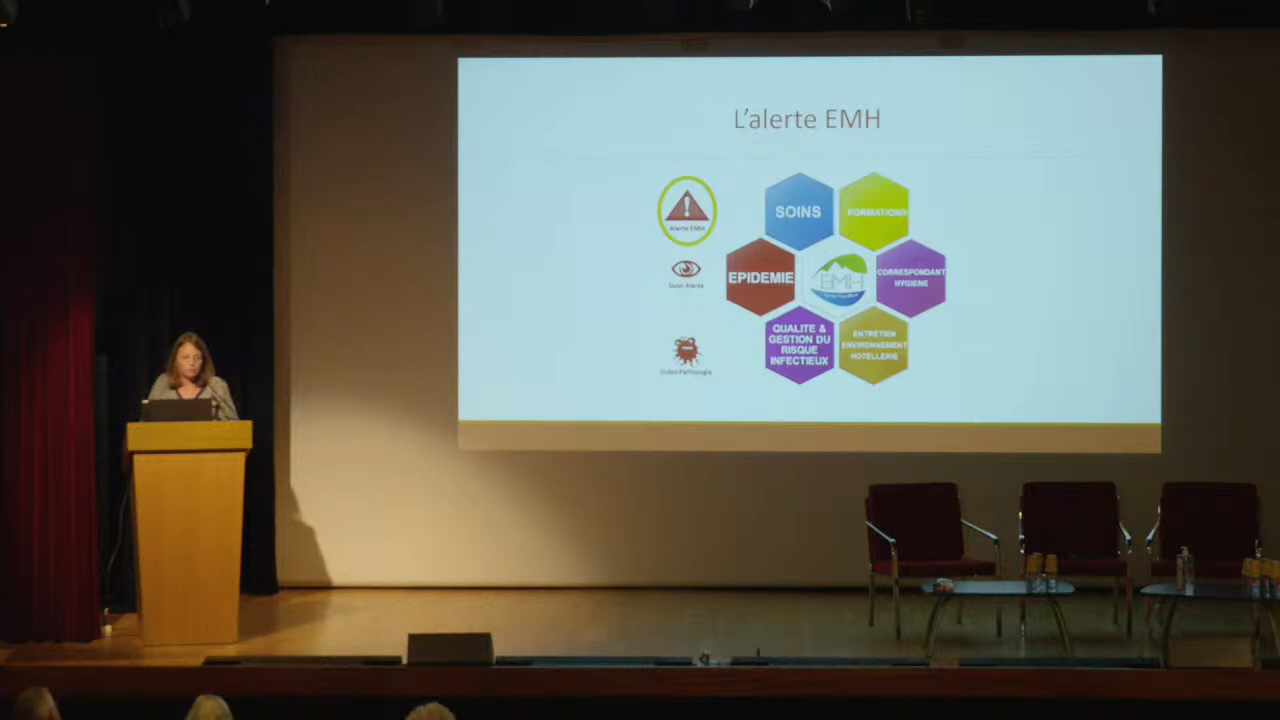 L'alerte EMH
Alerte EMH
SOINS
FORMATIONS
EPIDEMIE
EMH
CORRESPONDANT
HYGIENE
QUALITE &
GESTION DU
RISQUE
INFECTIEUX
ENTRETIEN
ENVIRONNEMENT
HOTELLERIE